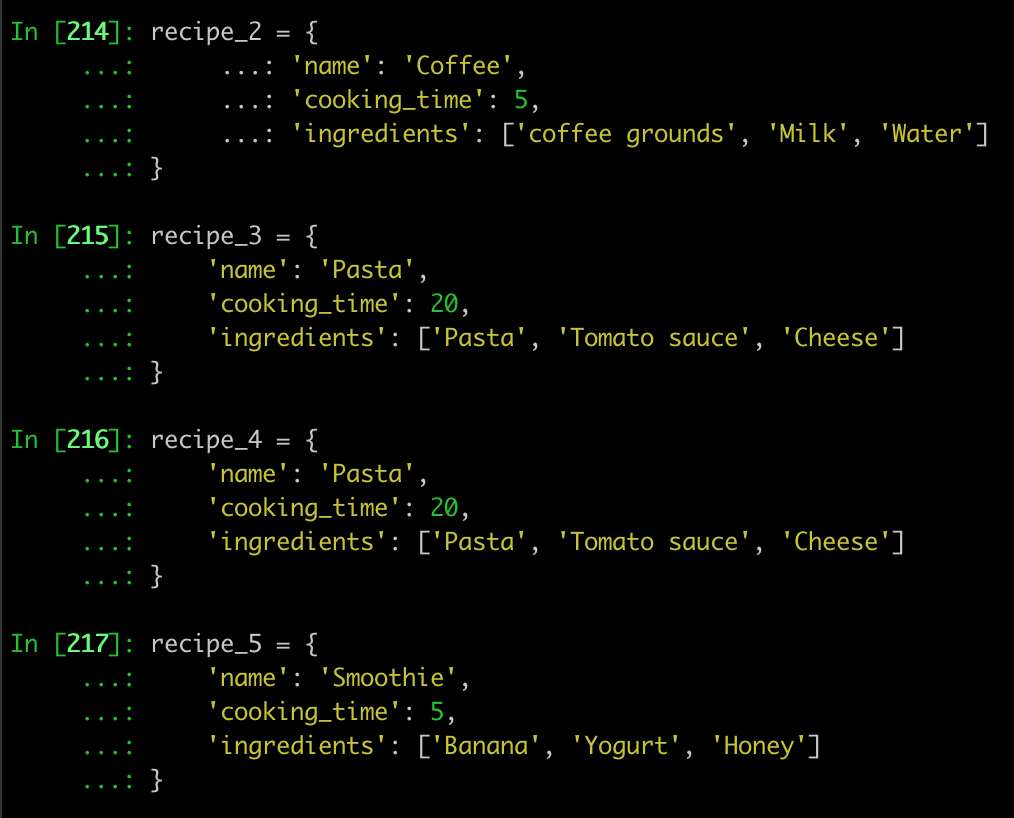 In [214]: recipe_2 = {
     ...:      ...: 'name': 'Coffee',
     ...:      ...: 'cooking_time': 5,
     ...:      ...: 'ingredients': ['coffee grounds', 'Milk', 'Water']
     ...: }
In [215]: recipe_3 = {
     ...:     'name': 'Pasta',
     ...:     'cooking_time': 20,
     ...:     'ingredients': ['Pasta', 'Tomato sauce', 'Cheese']
     ...: }
In [216]: recipe_4 = {
     ...:     'name': 'Pasta',
     ...:     'cooking_time': 20,
     ...:     'ingredients': ['Pasta', 'Tomato sauce', 'Cheese']
     ...: }
In [217]: recipe_5 = {
     ...:     'name': 'Smoothie',
     ...:     'cooking_time': 5,
     ...:     'ingredients': ['Banana', 'Yogurt', 'Honey']
     ...: }